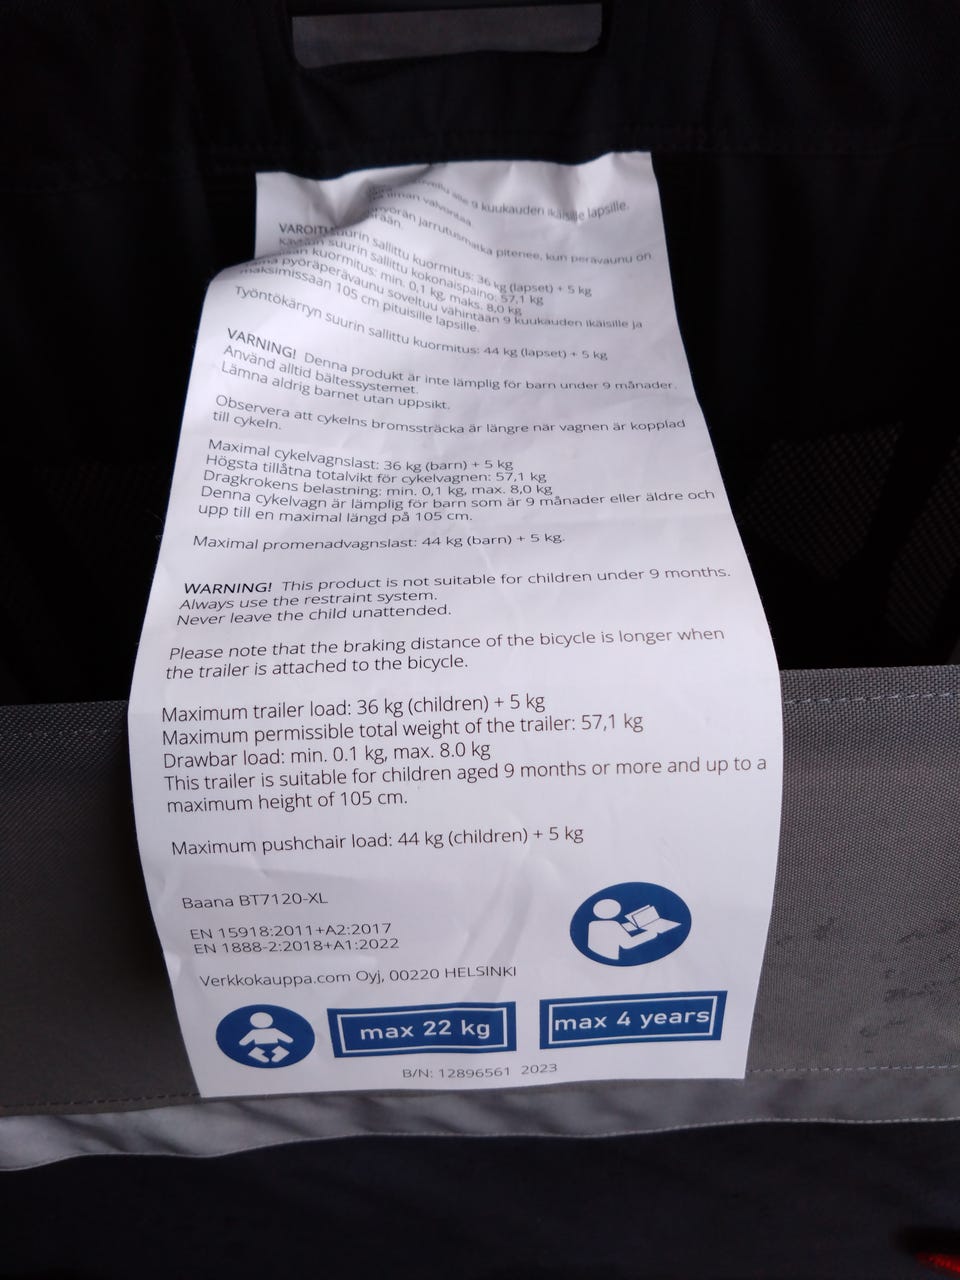 alle 9 kuukauden ikäisille lapsille.
ilman valvontaa
jarrutusmatka pitenee, kun perävaunu on
suurin sallittu kuormitus: 36 kg (lapset) + 5 kg
suurin sallittu kokonaispaino: 57,1 kg
kuormitus: min. 0,1 kg, maks. 8,0 kg
pyöräperävaunu soveltuu vähintään 9 kuukauden ikäisille ja
maksimissaan 105 cm pituisille lapsille.
Työntökärryn suurin sallittu kuormitus: 44 kg (lapset) + 5 kg
VARNING! Denna produkt är inte lämplig för barn under 9 månader.
Använd alltid bältessystemet.
Lämna aldrig barnet utan uppsikt.
Observera att cykelns bromssträcka är längre när vagnen är kopplad
till cykeln.
Maximal cykelvagnslast: 36 kg (barn) + 5 kg
Högsta tillåtna totalvikt för cykelvagnen: 57,1 kg
Dragkrokens belastning: min. 0,1 kg, max. 8,0 kg
Denna cykelvagn är lämplig för barn som är 9 månader eller äldre och
upp till en maximal längd på 105 cm.
Maximal promenadvagnslast: 44 kg (barn) + 5 kg.
WARNING! This product is not suitable for children under 9 months.
Always use the restraint system.
Never leave the child unattended.
Please note that the braking distance of the bicycle is longer when
the trailer is attached to the bicycle.
Maximum trailer load: 36 kg (children) + 5 kg
Maximum permissible total weight of the trailer: 57,1 kg
Drawbar load: min. 0.1 kg, max. 8.0 kg
This trailer is suitable for children aged 9 months or more and up to a
maximum height of 105 cm.
Maximum pushchair load: 44 kg (children) + 5 kg
Baana BT7120-XL
EN 15918:2011+A2:2017
EN 1888-2:2018+A1:2022
Verkkokauppa.com Oyj, 00220 HELSINKI
max 22 kg
max 4 years
B/N: 12896561 2023